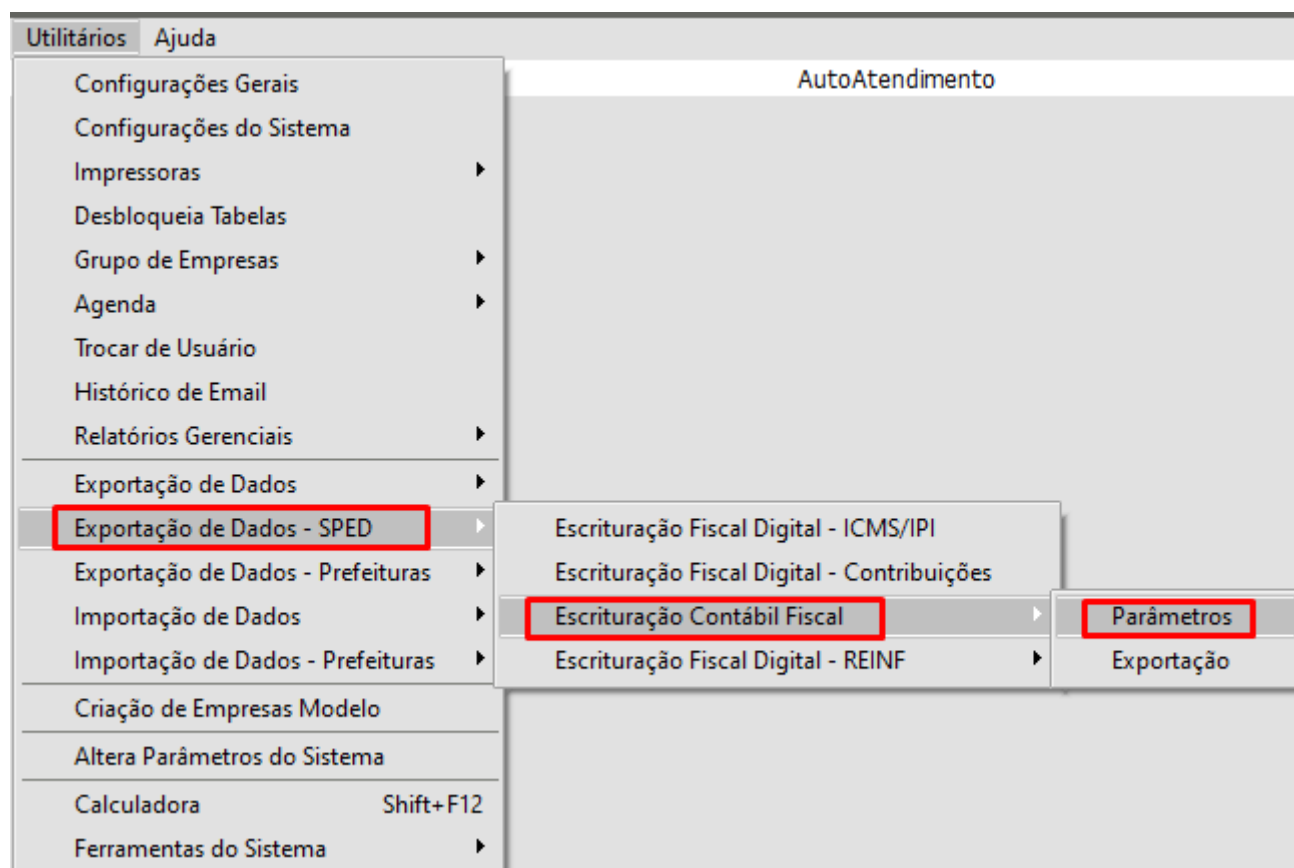 Utilitários Ajuda
AutoAtendimento
Configurações Gerais
Configurações do Sistema
Impressoras
Desbloqueia Tabelas
Grupo de Empresas
Agenda
Trocar de Usuário
Histórico de Email
Relatórios Gerenciais
Exportação de Dados
Exportação de Dados - SPED
Exportação de Dados - Prefeituras
Importação de Dados
Importação de Dados - Prefeituras
Criação de Empresas Modelo
Altera Parâmetros do Sistema
Calculadora Shift+F12
Ferramentas do Sistema
Escrituração Fiscal Digital - ICMS/IPI
Escrituração Fiscal Digital - Contribuições
Escrituração Contábil Fiscal
Escrituração Fiscal Digital - REINF
Parâmetros
Exportação